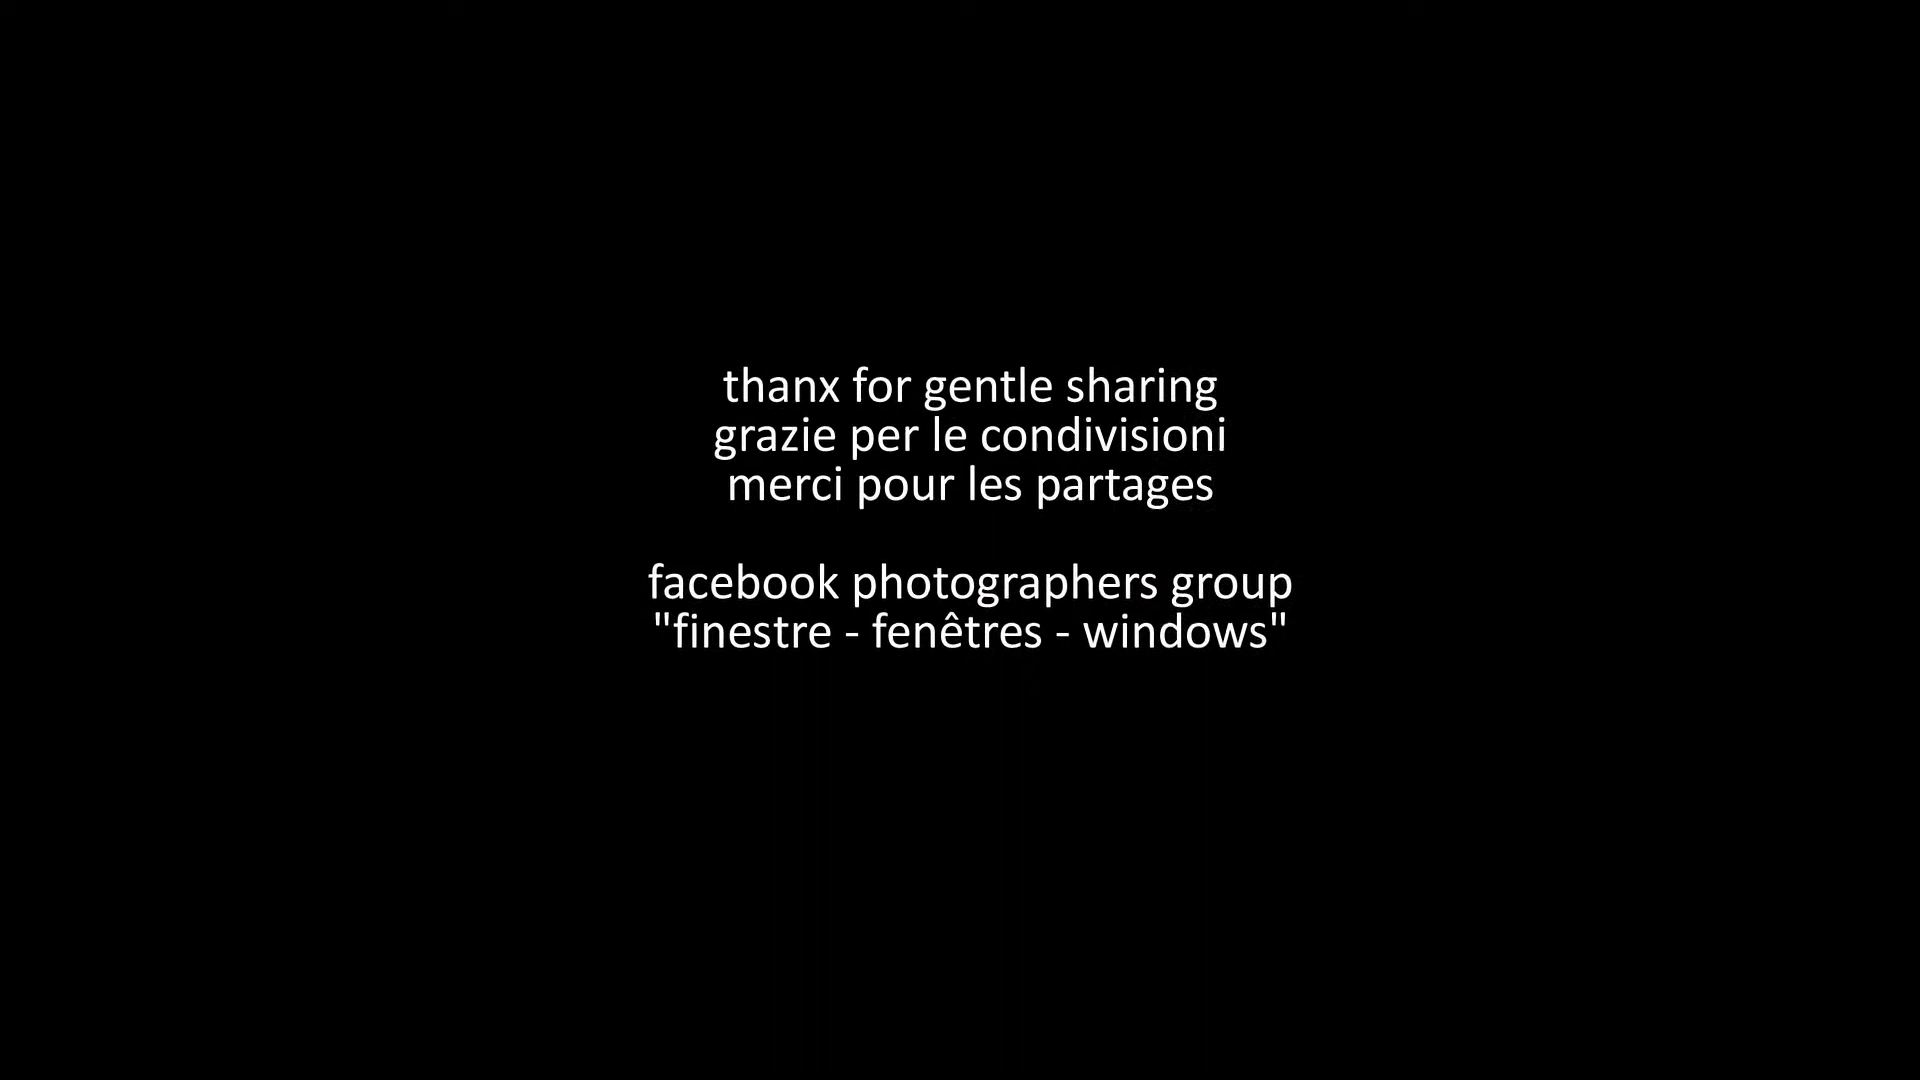 thanx for gentle sharing
grazie per le condivisioni
merci pour les partages
facebook photographers group
"finestre - fenêtres - windows"